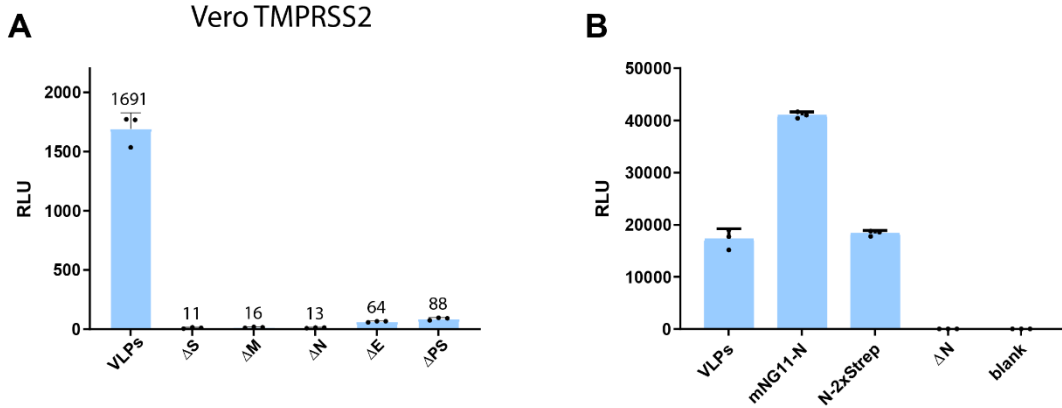 A
Vero TMPRSS2
RLU
2000
1500
1000
500
0
1691
11
16
13
64
88
VLPs
ΔS
ΔM
ΔN
ΔE
ΔPS
B
RLU
50000
40000
30000
20000
10000
0
VLPs
mNG11-N
N-2xStrep
ΔN
blank